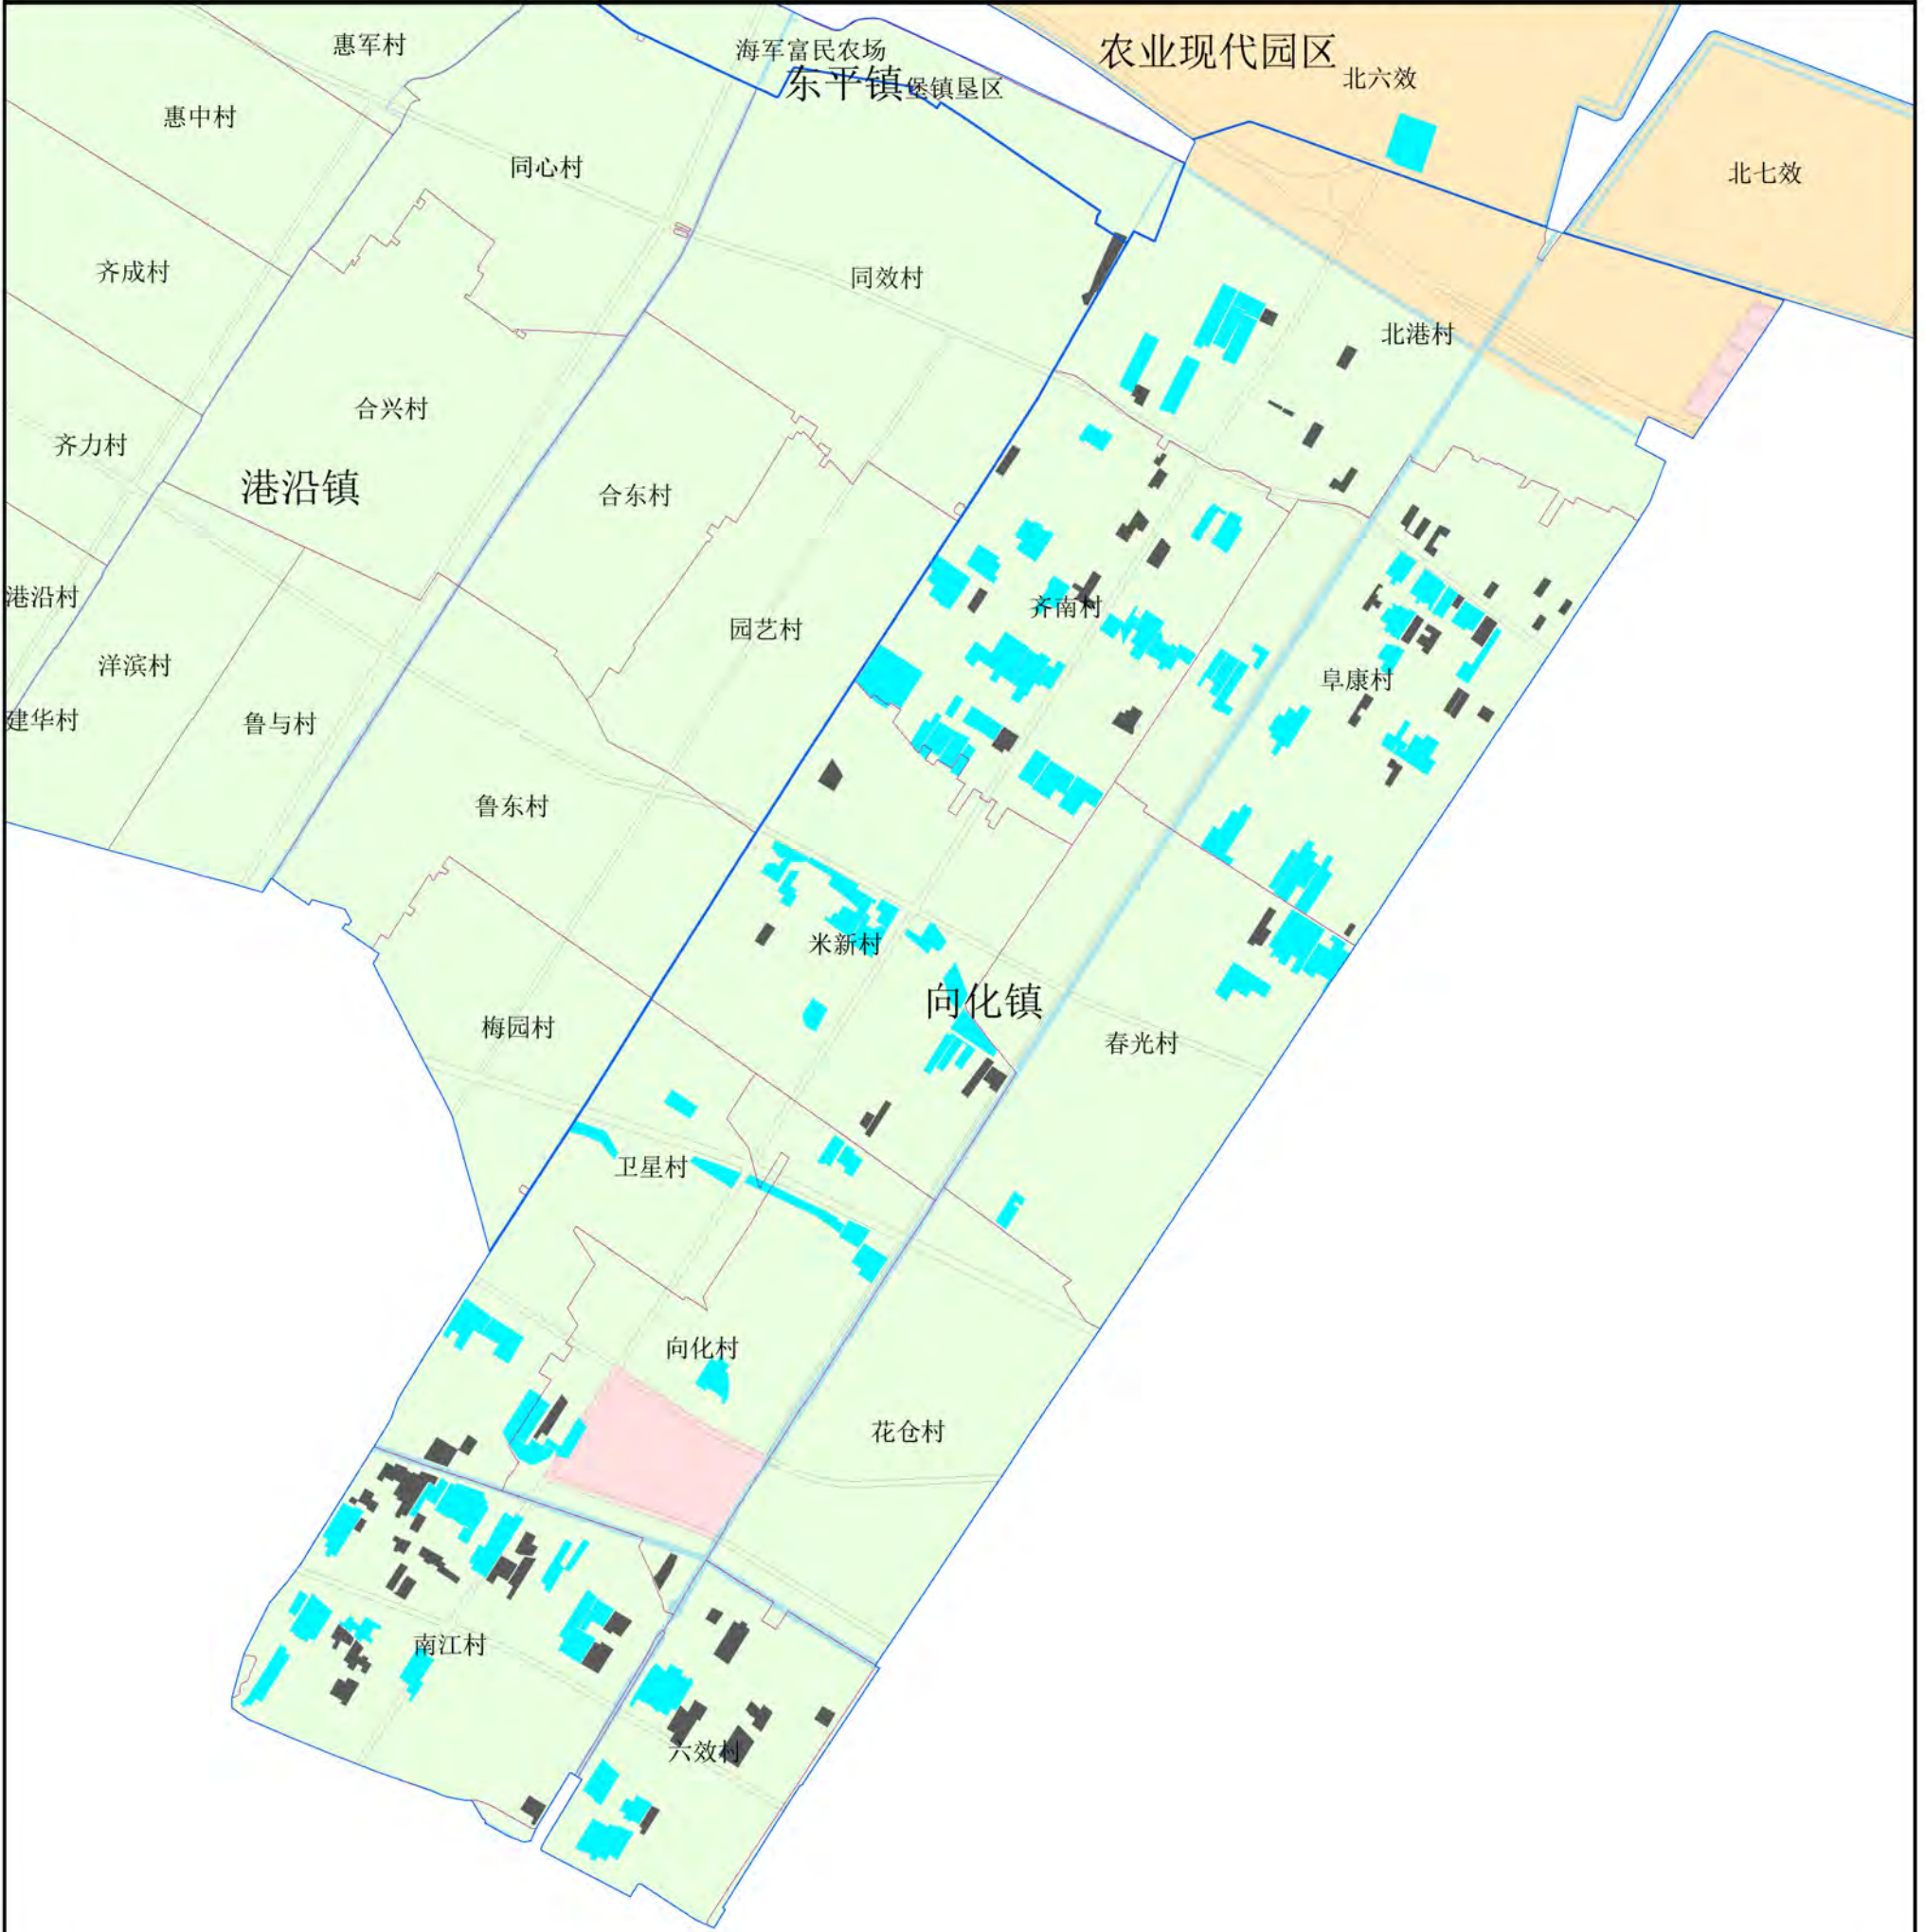 惠军村
海军富民农场
农业现代园区
东平镇
堡镇垦区
北六效
惠中村
同心村
北七效
齐成村
同效村
北港村
合兴村
齐力村
港沿镇
合东村
港沿村
齐南村
园艺村
洋滨村
阜康村
建华村
鲁与村
鲁东村
米新村
向化镇
梅园村
春光村
卫星村
向化村
花仓村
南江村
六效村